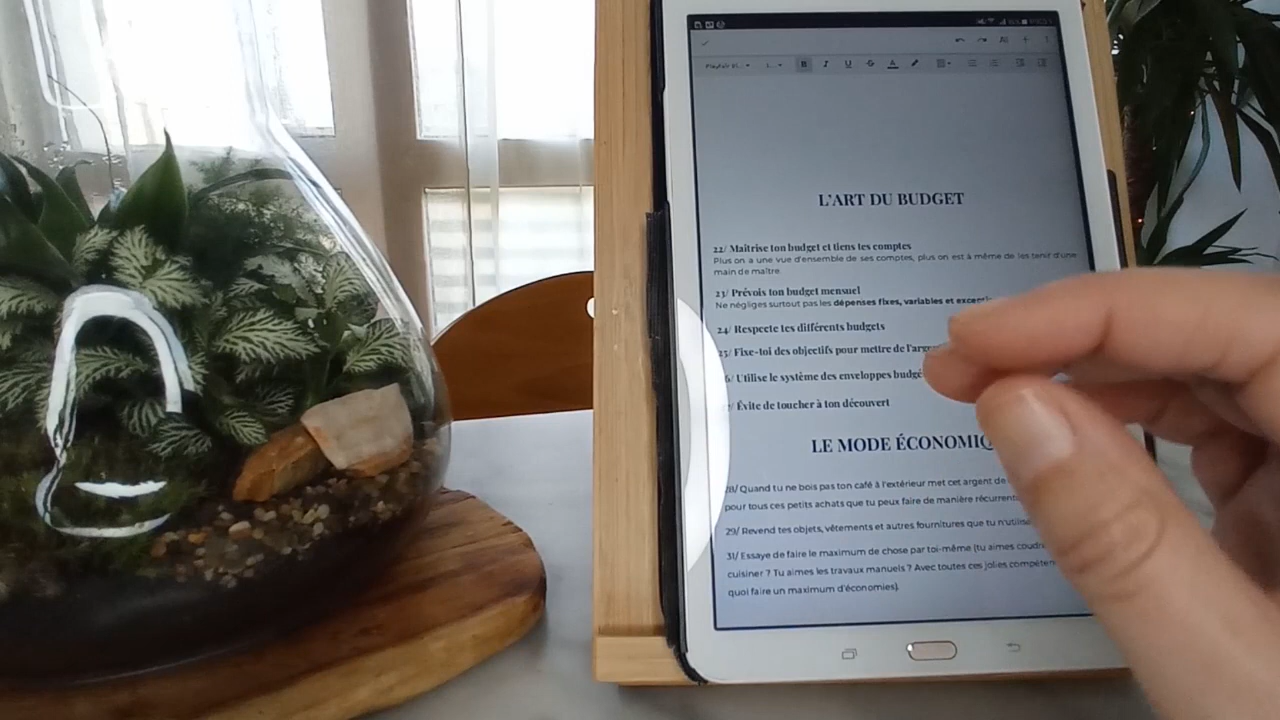 B I U S A
L'ART DU BUDGET
22/ Maîtrise ton budget et tiens tes comptes
Plus on a une vue d'ensemble de ses comptes, plus on est à même de les tenir d'une
main de maître.
23/ Prévois ton budget mensuel
Ne négliges surtout pas les dépenses fixes, variables et
24/ Respecte tes différents budgets
25/ Fixe-toi des objectifs pour mettre de
6/ Utilise le système des enveloppes
/ Évite de toucher à ton découvert
LE MODE
/ Quand tu ne bois pas ton café à l'extérieur met cet argent de
pour tous ces petits achats que tu peux faire de manière
29/ Revend tes objets, vêtements et autres fournitures que tu
31/ Essaye de faire le maximum de chose par toi-même (tu aimes
cuisiner ? Tu aimes les travaux manuels ? Avec toutes ces jolies
quoi faire un maximum d'économies).